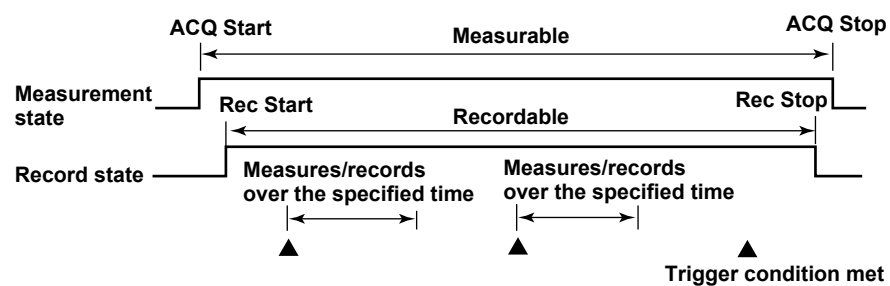 ACQ Start
ACQ Stop
Measurable
Measurement
state
Rec Start
Rec Stop
Recordable
Record state
Measures/records
over the specified time
Measures/records
over the specified time
Trigger condition met